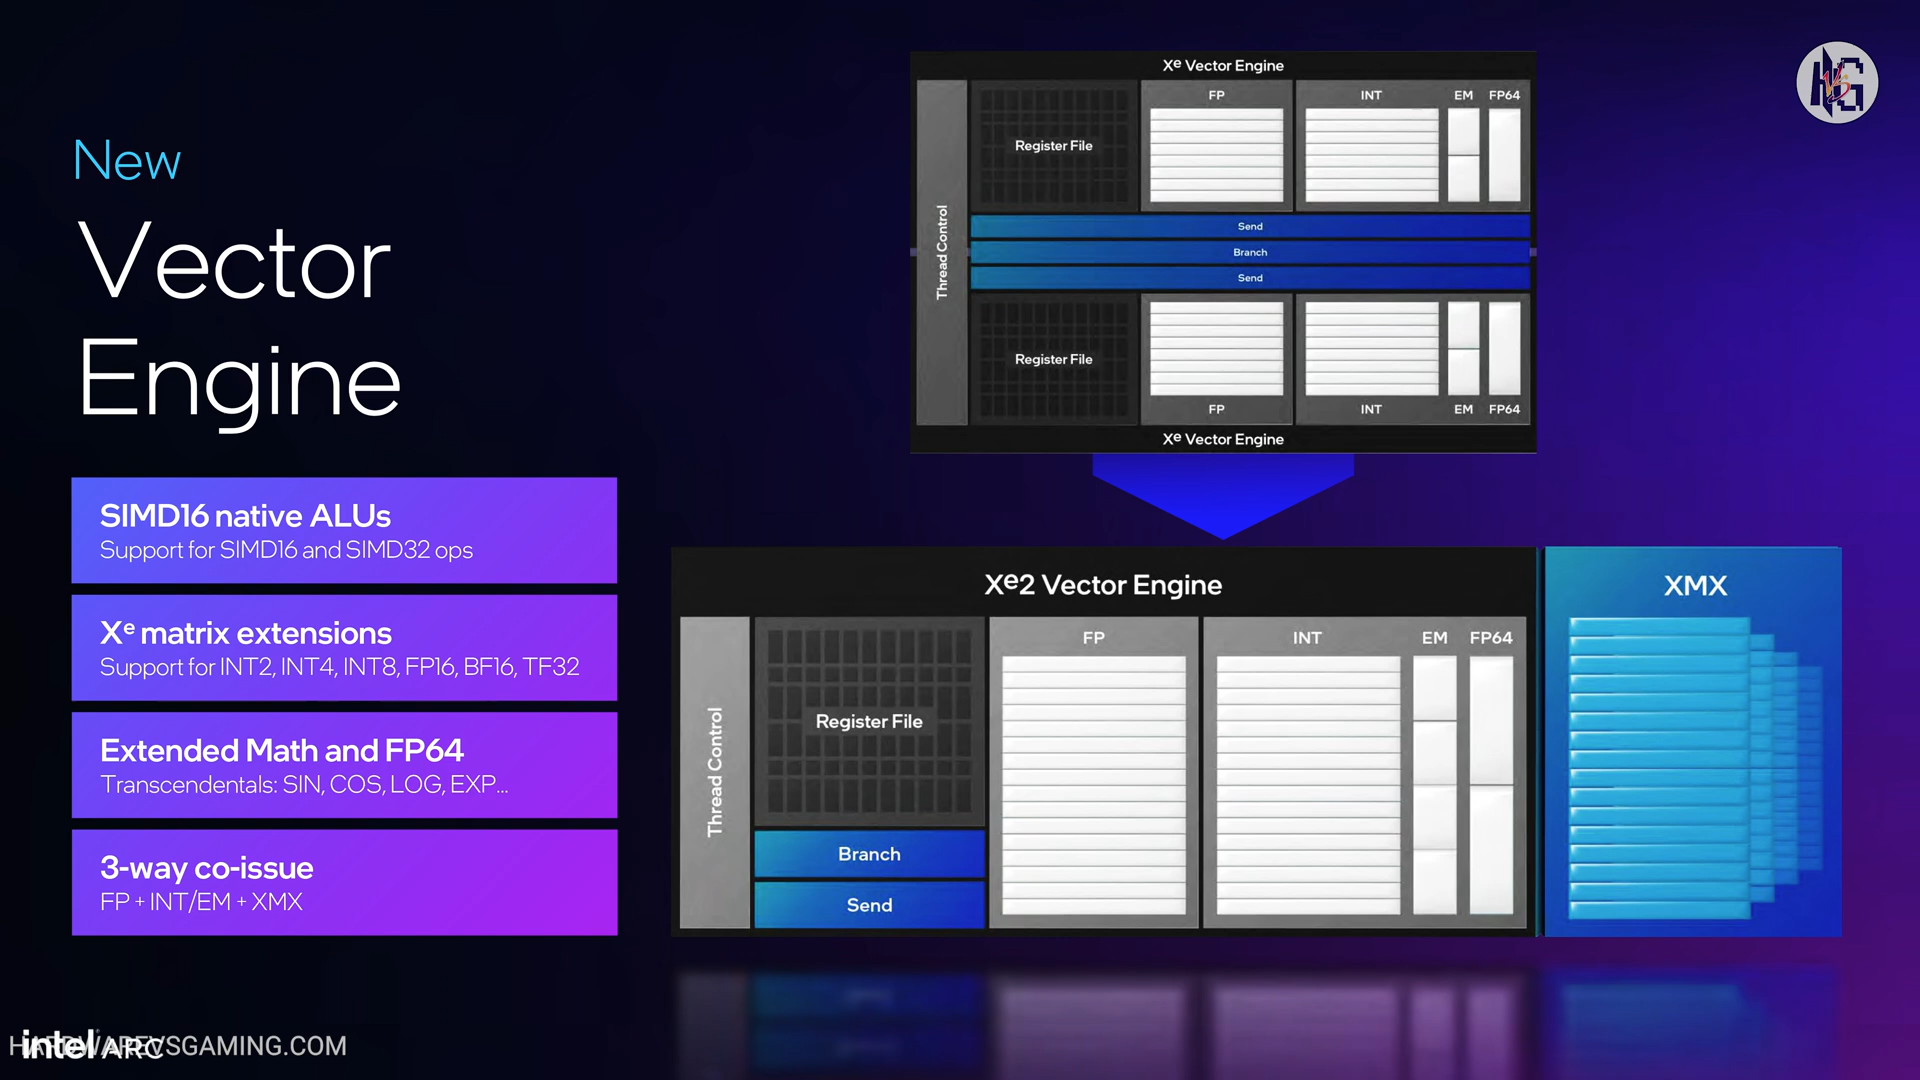 New
Vector
Engine
SIMD16 native ALUs
Support for SIMD16 and SIMD32 ops
Xe matrix extensions
Support for INT2, INT4, INT8, FP16, BF16, TF32
Extended Math and FP64
Transcendentals: SIN, COS, LOG, EXP...
3-way co-issue
FP + INT/EM + XMX
Xe Vector Engine
Thread Control
Register File
FP
INT
EM
FP64
Send
Branch
Send
Register File
FP
INT
EM
FP64
Xe Vector Engine
Xe2 Vector Engine
Thread Control
Register File
Branch
Send
FP
INT
EM
FP64
XMX
intel ARC
HARDWAREVSGAMING.COM